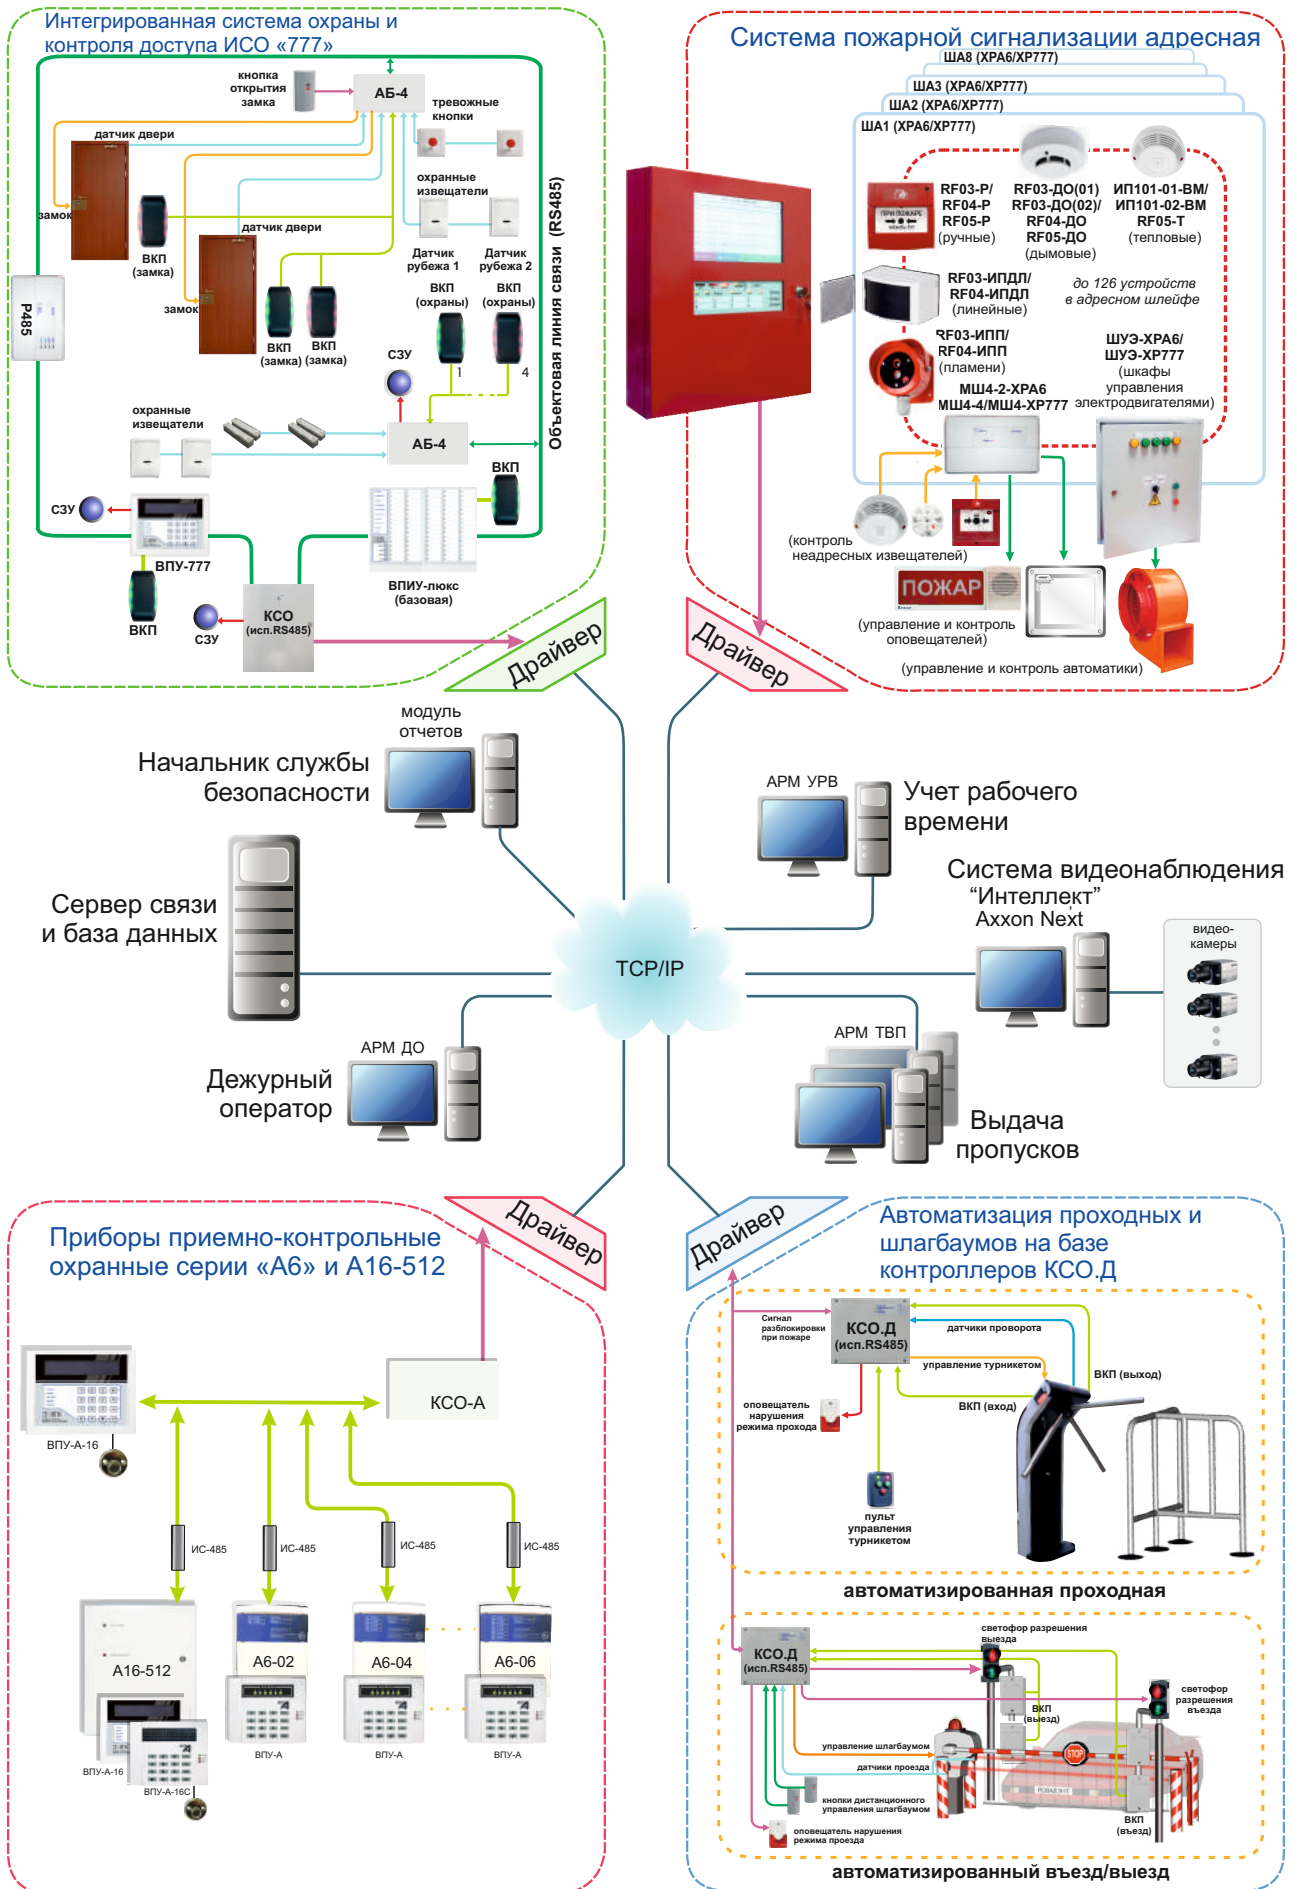 Интегрированная система охраны и
контроля доступа ИСО «777»
кнопка
открытия
замка
АБ-4
тревожные
кнопки
датчик двери
охранные
извещатели
замок
ВКП
(замка)
датчик двери
Датчик
рубежа 1
Датчик
рубежа 2
Объектовая линия связи (RS485)
Р485
замок
ВКП
(замка)
ВКП
(замка)
ВКП
(охраны)
ВКП
(охраны)
1
4
СЗУ
охранные
извещатели
АБ-4
ВКП
СЗУ
ВПУ-777
ВПИУ-люкс
(базовая)
ВКП
СЗУ
КСО
(исп.RS485)
Драйвер
Система пожарной сигнализации адресная
ША8 (ХРА6/ХР777)
ША3 (ХРА6/ХР777)
ША2 (ХРА6/ХР777)
ША1 (ХРА6/ХР777)
RF03-Р/
RF04-Р
RF05-Р
(ручные)
RF03-ДО(01)
RF03-ДО(02)/
RF04-ДО
RF05-ДО
(дымовые)
ИП101-01-ВМ/
ИП101-02-ВМ
RF05-Т
(тепловые)
ПРИ ПОЖАРЕ
RF03-ИПДЛ/
RF04-ИПДЛ
(линейные)
до 126 устройств
в адресном шлейфе
RF03-ИПП/
RF04-ИПП
(пламени)
ШУЭ-ХРА6/
ШУЭ-ХР777
(шкафы
управления
электродвигателями)
МШ4-2-ХРА6
МШ4-4/МШ4-ХР777
(контроль
неадресных извещателей)
ПОЖАР
(управление и контроль
оповещателей)
(управление и контроль автоматики)
Драйвер
модуль
отчетов
Начальник службы
безопасности
АРМ УРВ
Учет рабочего
времени
Сервер связи
и база данных
Система видеонаблюдения
“Интеллект”,
Axxon Next
видео-
камеры
TCP/IP
АРМ ДО
Дежурный
оператор
АРМ ТВП
Выдача
пропусков
Драйвер
Драйвер
Приборы приемно-контрольные
охранные серии «А6» и А16-512
КСО-А
ВПУ-А-16
ИС-485
ИС-485
ИС-485
ИС-485
А16-512
А6-02
А6-04
А6-06
ВПУ-А
ВПУ-А
ВПУ-А
ВПУ-А-16
ВПУ-А-16С
Автоматизация проходных и
шлагбаумов на базе
контроллеров КСО.Д
Сигнал
разблокировки
при пожаре
КСО.Д
(исп.RS485)
датчики проворота
управление турникетом
ВКП (выход)
ВКП (вход)
оповещатель
нарушения
режима прохода
пульт
управления
турникетом
автоматизированная проходная
светофор разрешения
выезда
КСО.Д
(исп.RS485)
светофор
разрешения
въезда
ВКП
(выезд)
управление шлагбаумом
датчики проезда
STOP
кнопки дистанционного
управления шлагбаумом
ВКП
(въезд)
оповещатель нарушения
режима проезда
автоматизированный въезд/выезд